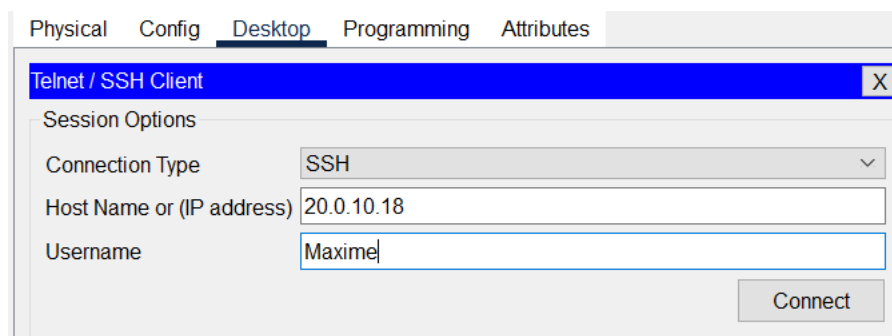 Physical Config Desktop Programming Attributes
Telnet / SSH Client X
Session Options
Connection Type SSH
Host Name or (IP address) 20.0.10.18
Username Maxime
Connect